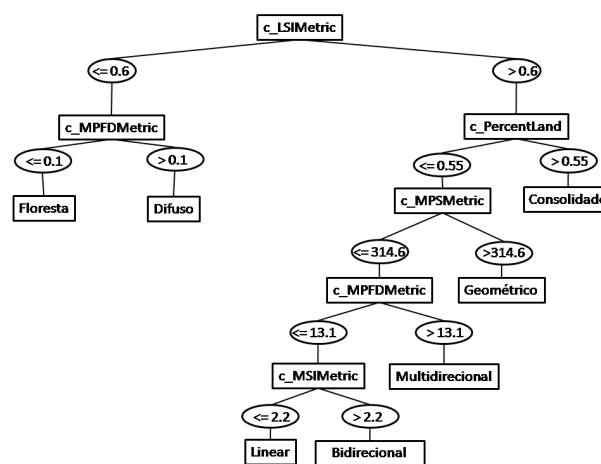 c_LSIMetric
<= 0.6
> 0.6
c_MPFDMetric
c_PercentLand
<= 0.1
> 0.1
<= 0.55
> 0.55
Floresta
Difuso
c_MPSMetric
Consolidado
<= 314.6
>314.6
c_MPFDMetric
Geométrico
<= 13.1
> 13.1
c_MSIMetric
Multidirecional
<= 2.2
> 2.2
Linear
Bidirecional